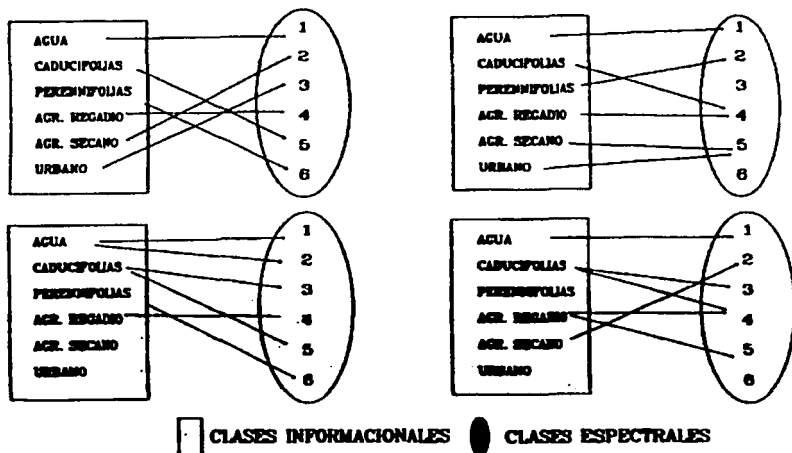 AGUA
CADUCIFOLIAS
PERENNIFOLIAS
AGR. REGADIO
AGR. SECANO
URBANO
1
2
3
4
5
6
AGUA
CADUCIFOLIAS
PERENNIFOLIAS
AGR. REGADIO
AGR. SECANO
URBANO
1
2
3
4
5
6
AGUA
CADUCIFOLIAS
PERENNIFOLIAS
AGR. REGADIO
AGR. SECANO
URBANO
1
2
3
4
5
6
AGUA
CADUCIFOLIAS
PERENNIFOLIAS
AGR. REGADIO
AGR. SECANO
URBANO
1
2
3
4
5
6
CLASES INFORMACIONALES
CLASES ESPECTRALES